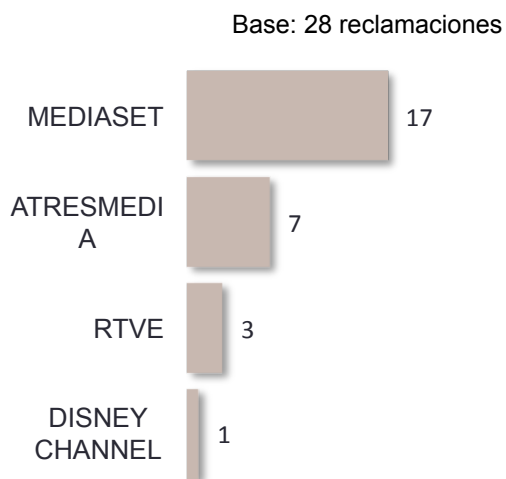 Base: 28 reclamaciones
MEDIASET 17
ATRESMEDI
A
7
RTVE 3
DISNEY
CHANNEL
1